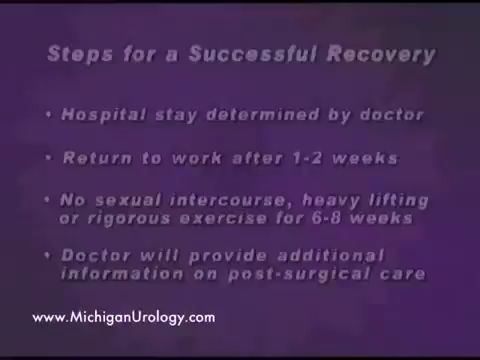 Steps for a Successful Recovery
• Hospital stay determined by doctor
• Return to work after 1-2 weeks
• No sexual intercourse, heavy lifting
or rigorous exercise for 6-8 weeks
• Doctor will provide additional
information on post-surgical care
www.MichiganUrology.com